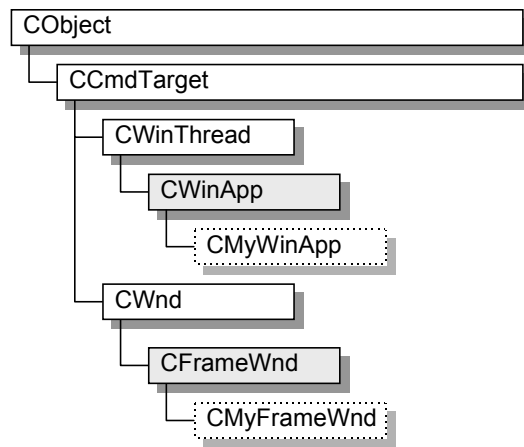 CObject
CCmdTarget
CWinThread
CWinApp
CMyWinApp
CWnd
CFrameWnd
CMyFrameWnd